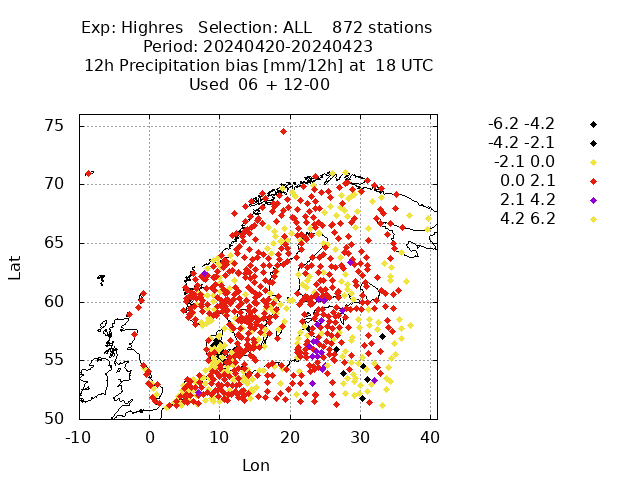 Exp: Highres   Selection: ALL    872 stations
Period: 20240420-20240423
12h Precipitation bias [mm/12h] at  18 UTC
Used  06 + 12-00
-6.2 -4.2
-4.2 -2.1
-2.1 0.0
0.0 2.1
2.1 4.2
4.2 6.2
75
70
65
60
55
50
Lat
-10 0 10 20 30 40
Lon